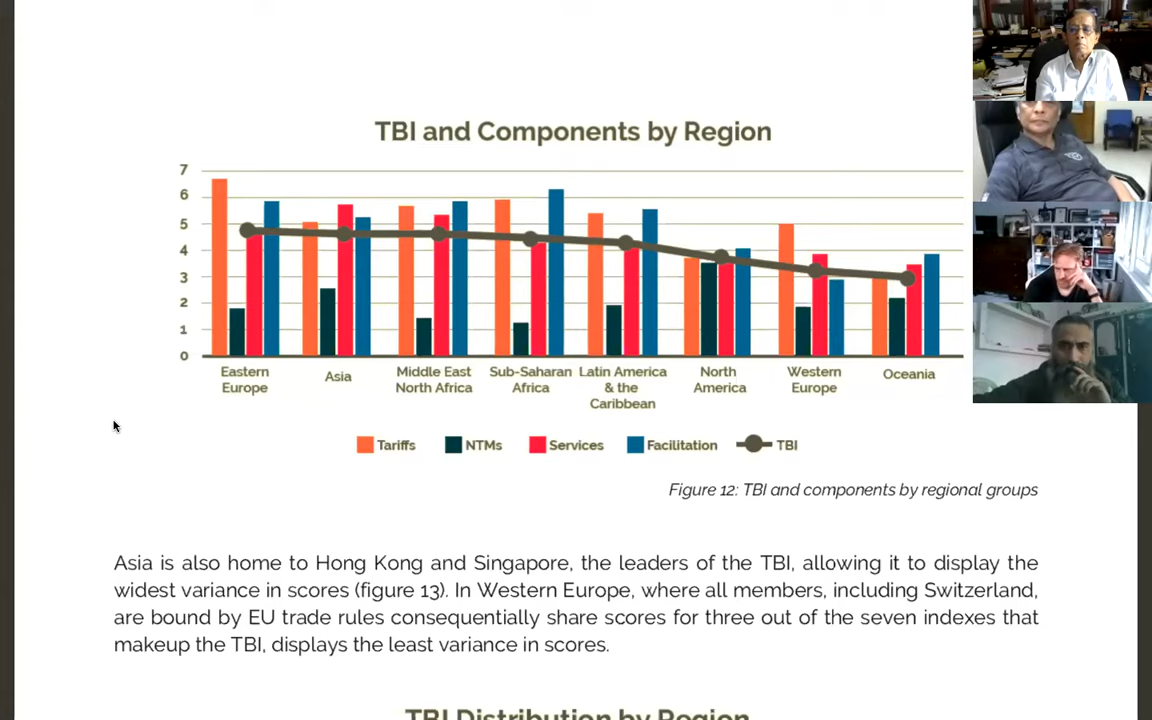 TBI and Components by Region
7
6
5
4
3
2
1
0
Eastern
Europe
Asia
Middle East
North Africa
Sub-Saharan
Africa
Latin America
& the
Caribbean
North
America
Western
Europe
Oceania
Tariffs NTMs Services Facilitation TBI
Figure 12: TBI and components by regional groups
Asia is also home to Hong Kong and Singapore, the leaders of the TBI, allowing it to display the
widest variance in scores (figure 13). In Western Europe, where all members, including Switzerland,
are bound by EU trade rules consequentially share scores for three out of the seven indexes that
makeup the TBI, displays the least variance in scores.
TBI Distribution by Region